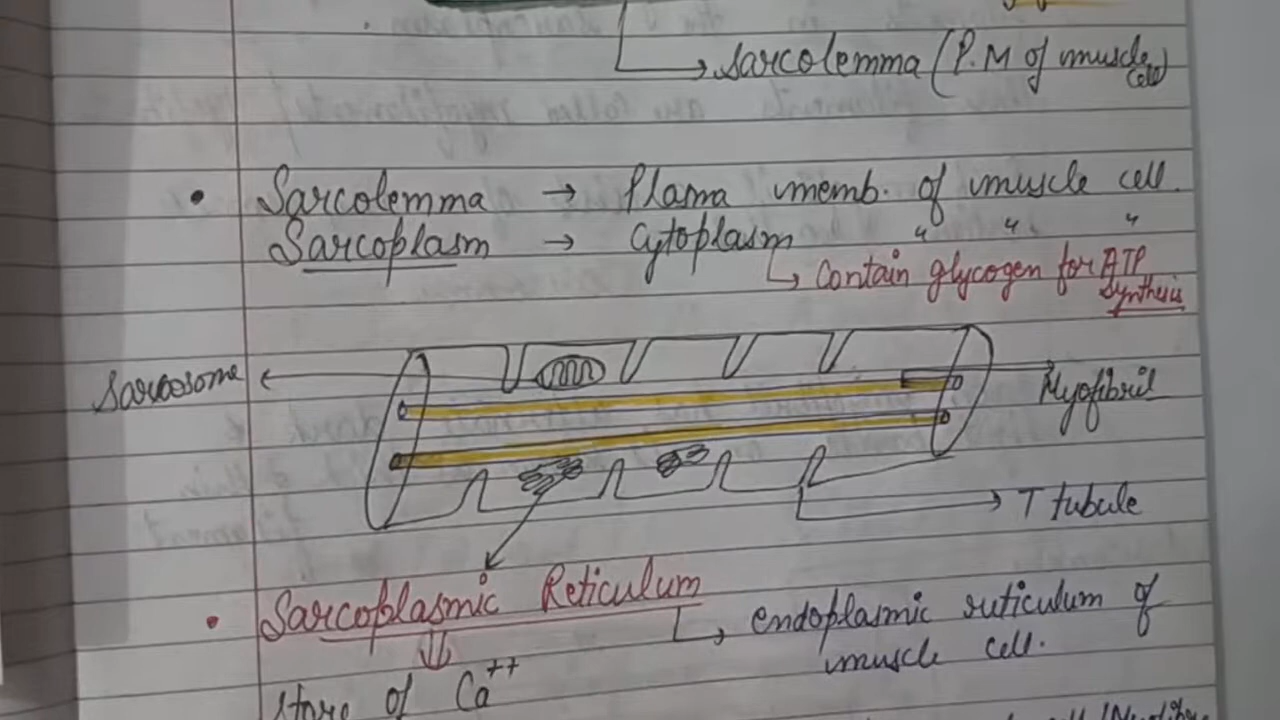 Sarcolemma (P.M of muscle cell)
• Sarcolemma → Plama memb. of muscle cell.
Sarcoplasm → Cytoplasm " " "
↳ Contain glycogen for ATP Synthesis
Sarcosome
Myofibril
T tubule
• Sarcoplasmic Reticulum
↳ endoplasmic reticulum of muscle cell.
store of Ca++